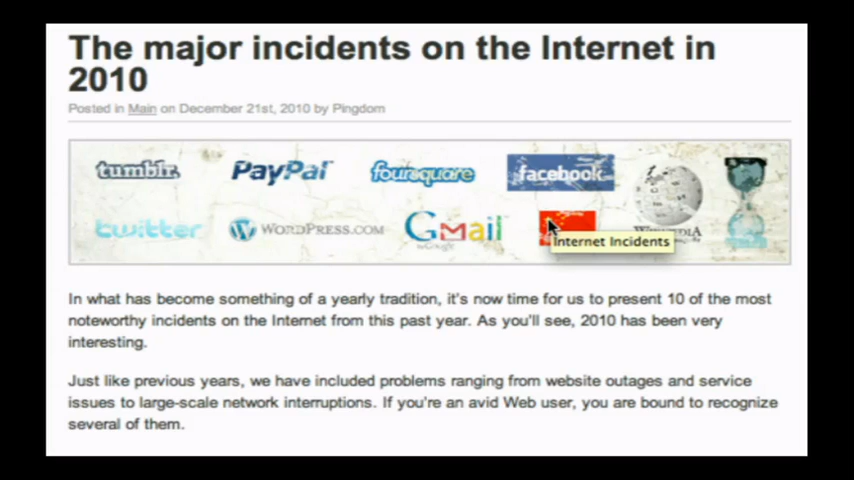 The major incidents on the Internet in
2010
Posted in Main on December 21st, 2010 by Pingdom
tumblr. PayPal foursquare facebook
twitter WORDPRESS.COM Gmail
by Google
Internet Incidents
In what has become something of a yearly tradition, it's now time for us to present 10 of the most
noteworthy incidents on the Internet from this past year. As you'll see, 2010 has been very
interesting.
Just like previous years, we have included problems ranging from website outages and service
issues to large-scale network interruptions. If you're an avid Web user, you are bound to recognize
several of them.